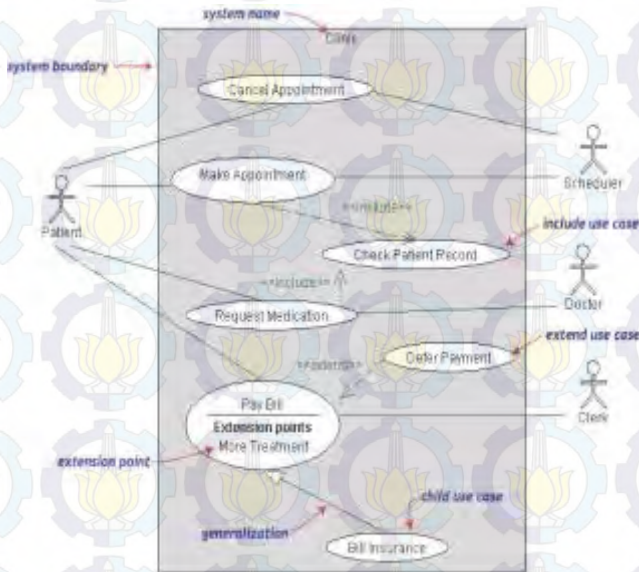 system name
Clinic
system boundary
Cancel Appointment
Make Appointment
Scheduler
Patient
<<include>>
include use case
Check Patient Record
<<include>>
Doctor
Request Medication
extend use case
Defer Payment
<<extend>>
Pay Bill
Extension points
More Treatment
Clerk
extension point
child use case
generalization
Bill Insurance